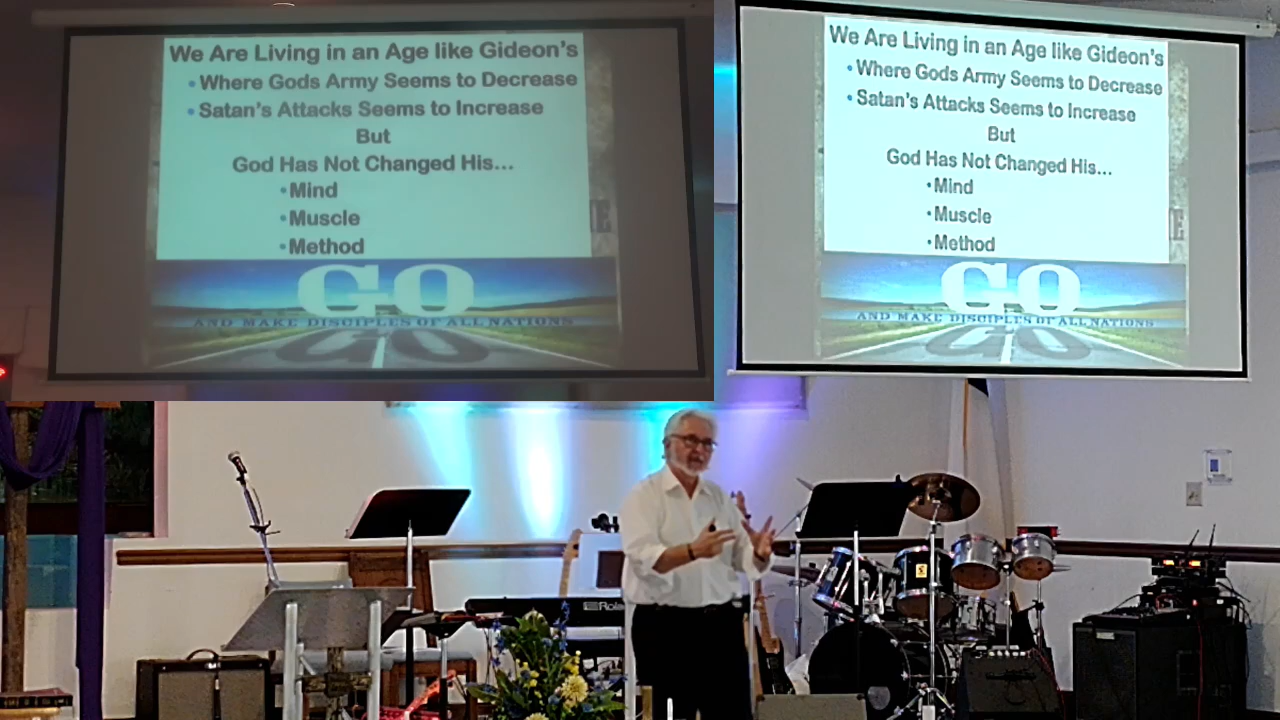 We Are Living in an Age like Gideon's
• Where Gods Army Seems to Decrease
• Satan's Attacks Seems to Increase
But
God Has Not Changed His...
• Mind
• Muscle
• Method
GO
AND MAKE DISCIPLES OF ALL NATIONS
We Are Living in an Age like Gideon's
• Where Gods Army Seems to Decrease
• Satan's Attacks Seems to Increase
But
God Has Not Changed His...
• Mind
• Muscle
• Method
GO
AND MAKE DISCIPLES OF ALL NATIONS
Roland